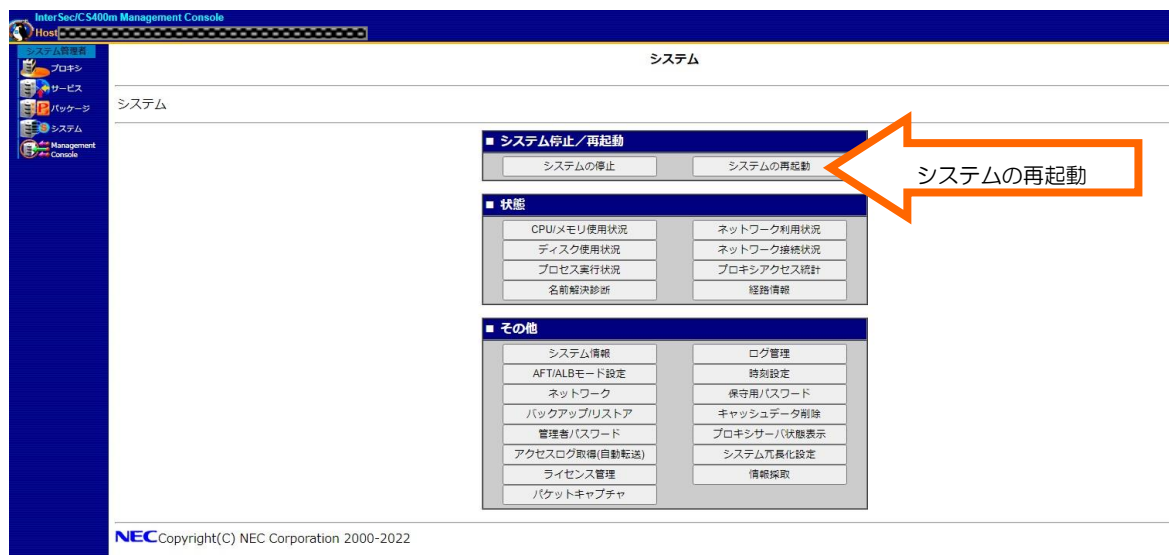 InterSec/CS400m Management Console
Host
システム管理者
プロキシ
サービス
パッケージ
システム
Management Console
システム
システム
■ システム停止／再起動
システムの停止 システムの再起動
システムの再起動
■ 状態
CPU/メモリ使用状況 ネットワーク利用状況
ディスク使用状況 ネットワーク接続状況
プロセス実行状況 プロキシアクセス統計
名前解決診断 経路情報
■ その他
システム情報 ログ管理
AFT/ALBモード設定 時刻設定
ネットワーク 保守用パスワード
バックアップ/リストア キャッシュデータ削除
管理者パスワード プロキシサーバ状態表示
アクセスログ取得(自動転送) システム冗長化設定
ライセンス管理 情報採取
パケットキャプチャ
NECCopyright(C) NEC Corporation 2000-2022